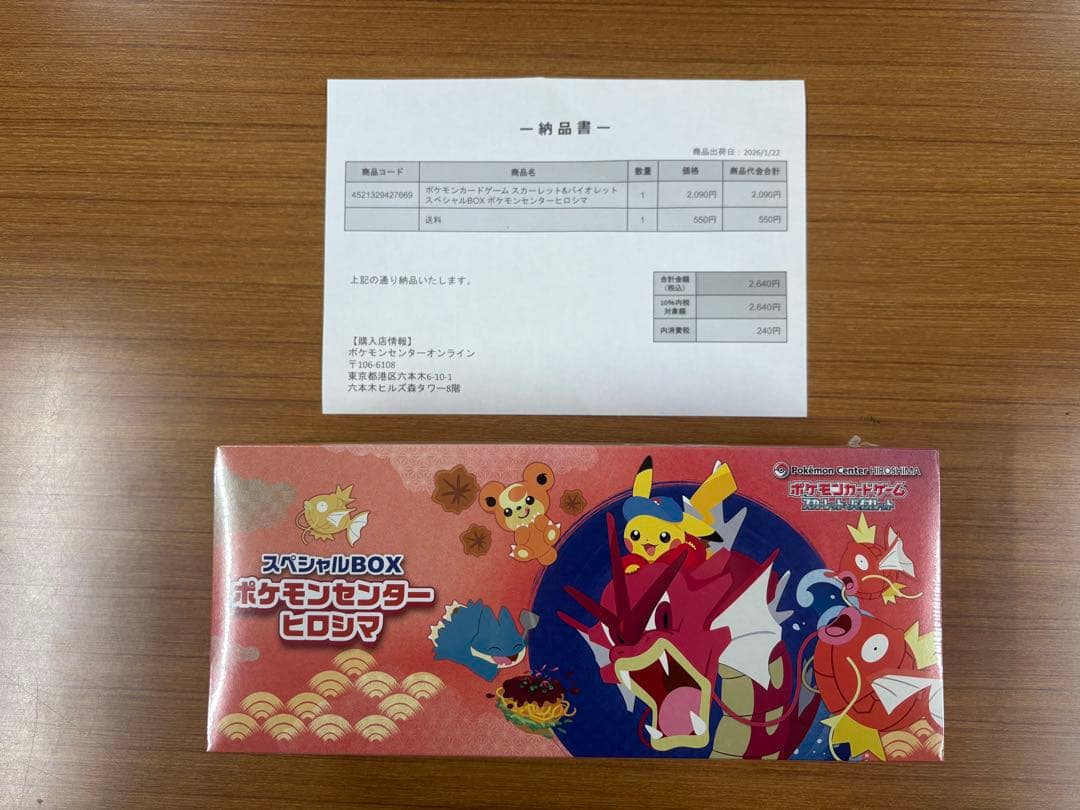 ー 納 品 書 ー
商品出荷日：2026/1/22
商品コード 商品名 数量 価格 商品代金合計
4521329427669 ポケモンカードゲーム スカーレット&バイオレット 1 2,090円 2,090円
スペシャルBOX ポケモンセンターヒロシマ
送料 1 550円 550円
上記の通り納品いたします。
合計金額 2,640円
（税込）
10%内税 2,640円
対象額
内消費税 240円
【購入店情報】
ポケモンセンターオンライン
〒106-6108
東京都港区六本木6-10-1
六本木ヒルズ森タワー8階
Pokémon Center HIROSHIMA
ポケモンカードゲーム
スカーレット バイオレット
スペシャルBOX
ポケモンセンター
ヒロシマ